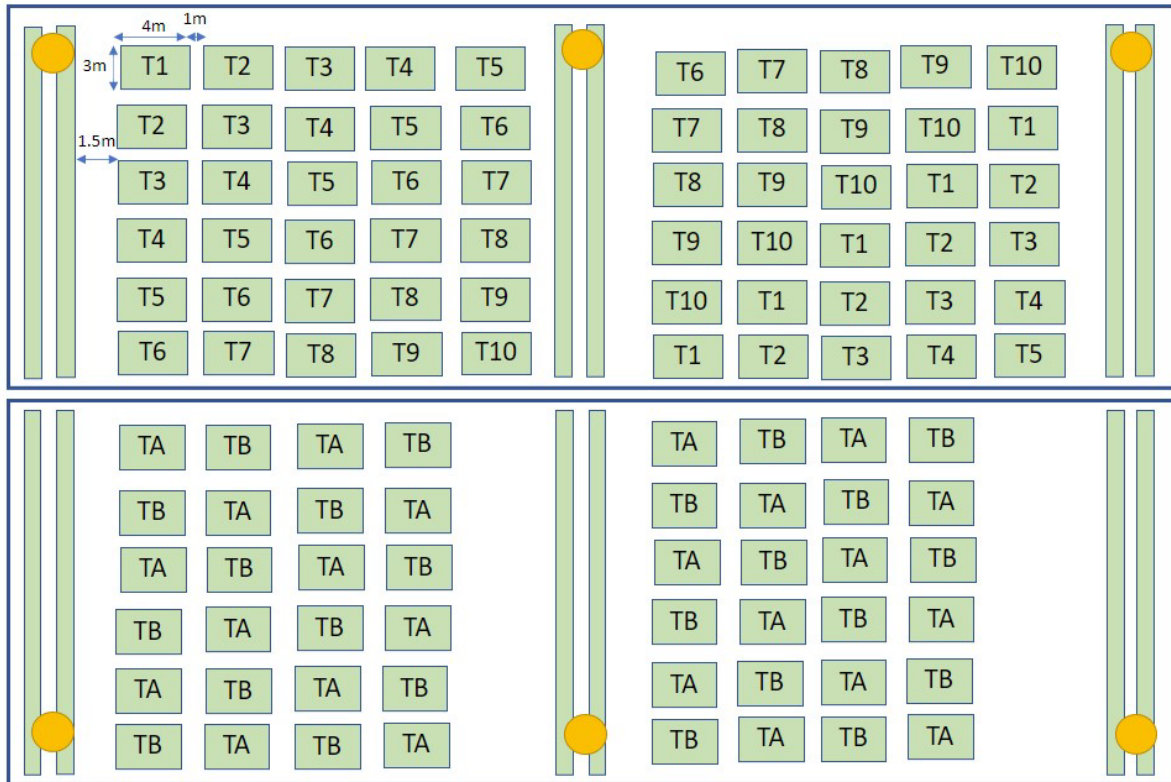 4m 1m
3m T1 T2 T3 T4 T5 T6 T7 T8 T9 T10
T2 T3 T4 T5 T6 T7 T8 T9 T10 T1
1.5m
T3 T4 T5 T6 T7 T8 T9 T10 T1 T2
T4 T5 T6 T7 T8 T9 T10 T1 T2 T3
T5 T6 T7 T8 T9 T10 T1 T2 T3 T4
T6 T7 T8 T9 T10 T1 T2 T3 T4 T5
TA TB TA TB TA TB TA TB
TB TA TB TA TB TA TB TA
TA TB TA TB TA TB TA TB
TB TA TB TA TB TA TB TA
TA TB TA TB TA TB TA TB
TB TA TB TA TB TA TB TA